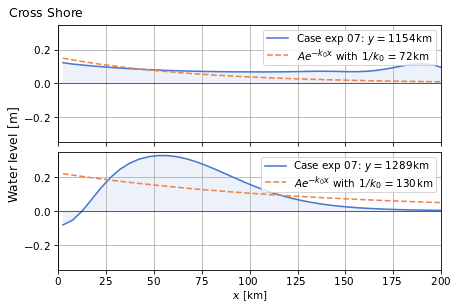 Cross Shore
Water level [m]
0.2
0.0
−0.2
Case exp 07: y = 1154km
Ae^{−k₀x} with 1/k₀ = 72km
0.2
0.0
−0.2
Case exp 07: y = 1289km
Ae^{−k₀x} with 1/k₀ = 130km
0 25 50 75 100 125 150 175 200
x [km]